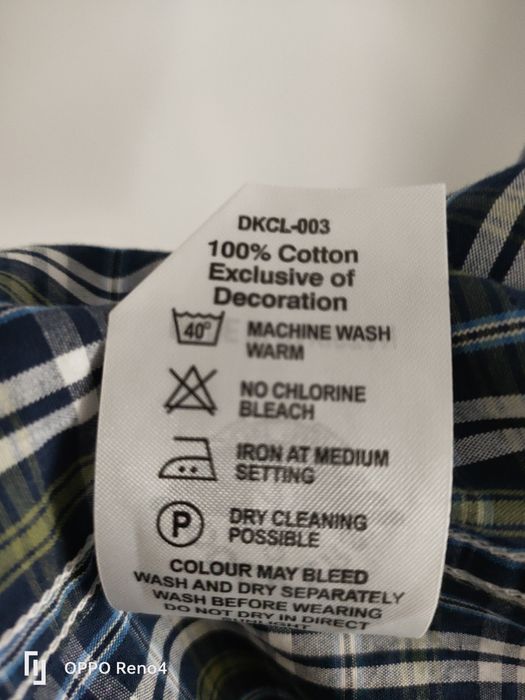 DKCL-003
100% Cotton
Exclusive of
Decoration
40°
MACHINE WASH
WARM
NO CHLORINE
BLEACH
IRON AT MEDIUM
SETTING
P
DRY CLEANING
POSSIBLE
COLOUR MAY BLEED
WASH AND DRY SEPARATELY
WASH BEFORE WEARING
DO NOT DRY IN DIRECT
SUNLIGHT
OPPO Reno4